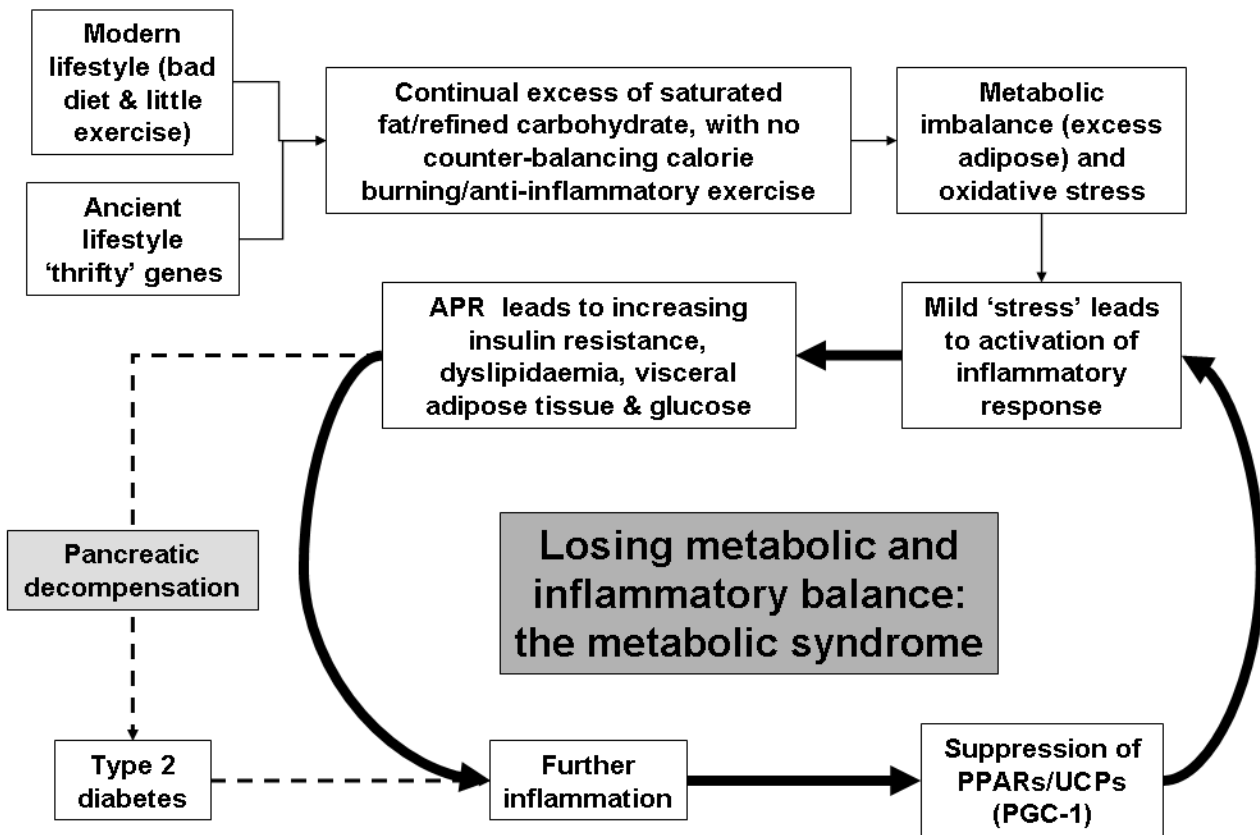 Modern
lifestyle (bad
diet & little
exercise)
Ancient
lifestyle
‘thrifty’ genes
Continual excess of saturated
fat/refined carbohydrate, with no
counter-balancing calorie
burning/anti-inflammatory exercise
Metabolic
imbalance (excess
adipose) and
oxidative stress
Mild ‘stress’ leads
to activation of
inflammatory
response
APR leads to increasing
insulin resistance,
dyslipidaemia, visceral
adipose tissue & glucose
Pancreatic
decompensation
Losing metabolic and
inflammatory balance:
the metabolic syndrome
Type 2
diabetes
Further
inflammation
Suppression of
PPARs/UCPs
(PGC-1)